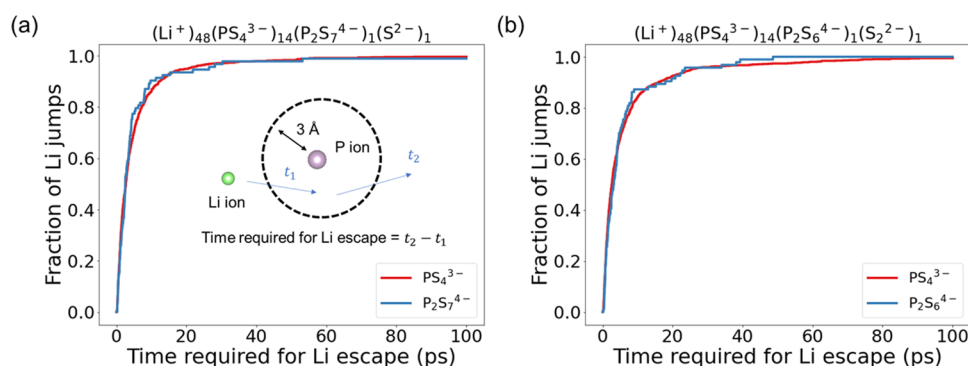 (a)
(Li⁺)₄₈(PS₄³⁻)₁₄(P₂S₇⁴⁻)₁(S²⁻)₁
Fraction of Li jumps
1.0
0.8
0.6
0.4
0.2
0.0
3 Å
P ion
t₁
t₂
Li ion
Time required for Li escape = t₂ − t₁
PS₄³⁻
P₂S₇⁴⁻
0 20 40 60 80 100
Time required for Li escape (ps)
(b)
(Li⁺)₄₈(PS₄³⁻)₁₄(P₂S₆⁴⁻)₁(S₂²⁻)₁
Fraction of Li jumps
1.0
0.8
0.6
0.4
0.2
0.0
PS₄³⁻
P₂S₆⁴⁻
0 20 40 60 80 100
Time required for Li escape (ps)